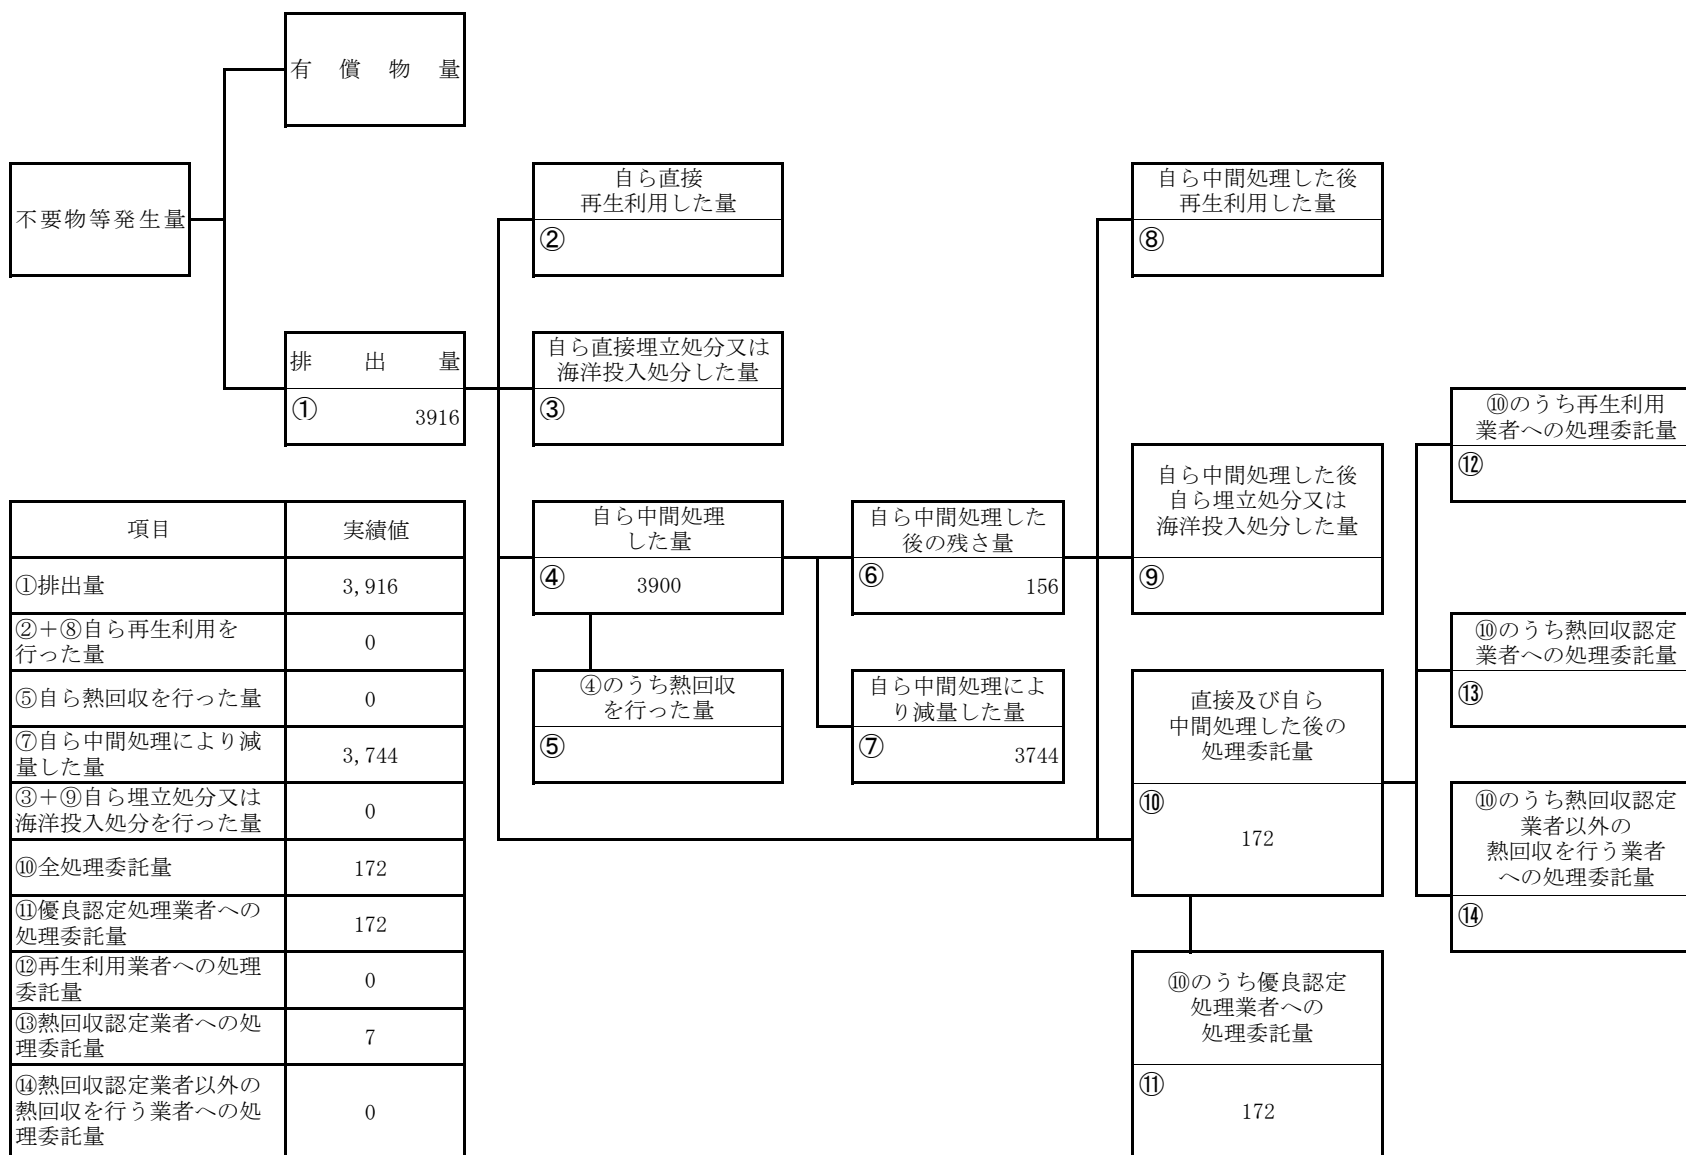 有償物量
不要物等発生量
自ら直接
再生利用した量
②
自ら中間処理した後
再生利用した量
⑧
排出量
① 3916
自ら直接埋立処分又は
海洋投入処分した量
③
⑩のうち再生利用
業者への処理委託量
⑫
自ら中間処理
した量
④ 3900
自ら中間処理した
後の残さ量
⑥ 156
自ら中間処理した後
自ら埋立処分又は
海洋投入処分した量
⑨
④のうち熱回収
を行った量
⑤
自ら中間処理によ
り減量した量
⑦ 3744
直接及び自ら
中間処理した後の
処理委託量
⑩
172
⑩のうち熱回収認定
業者への処理委託量
⑬
⑩のうち熱回収認定
業者以外の
熱回収を行う業者
への処理委託量
⑭
⑩のうち優良認定
処理業者への
処理委託量
⑪
172
項目 実績値
①排出量 3,916
②＋⑧自ら再生利用を
行った量 0
⑤自ら熱回収を行った量 0
⑦自ら中間処理により減
量した量 3,744
③＋⑨自ら埋立処分又は
海洋投入処分を行った量 0
⑩全処理委託量 172
⑪優良認定処理業者への
処理委託量 172
⑫再生利用業者への処理
委託量 0
⑬熱回収認定業者への処
理委託量 7
⑭熱回収認定業者以外の
熱回収を行う業者への処
理委託量 0